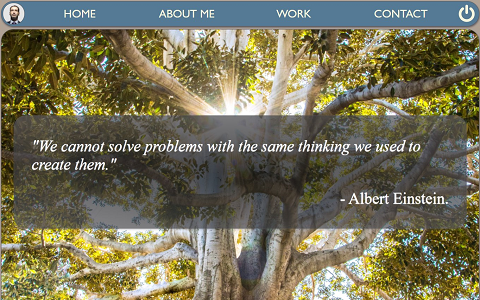 HOME ABOUT ME WORK CONTACT
"We cannot solve problems with the same thinking we used to
create them."
- Albert Einstein.